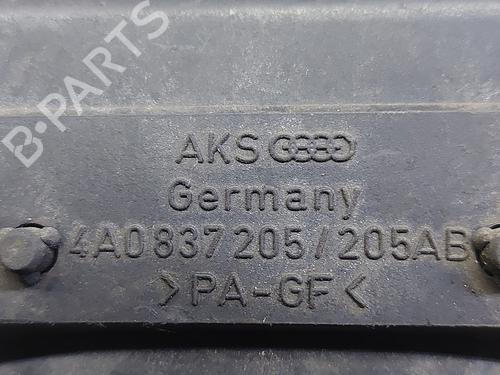 B-PARTS
AKS
Germany
4A0837205/205AB
>PA-GF<